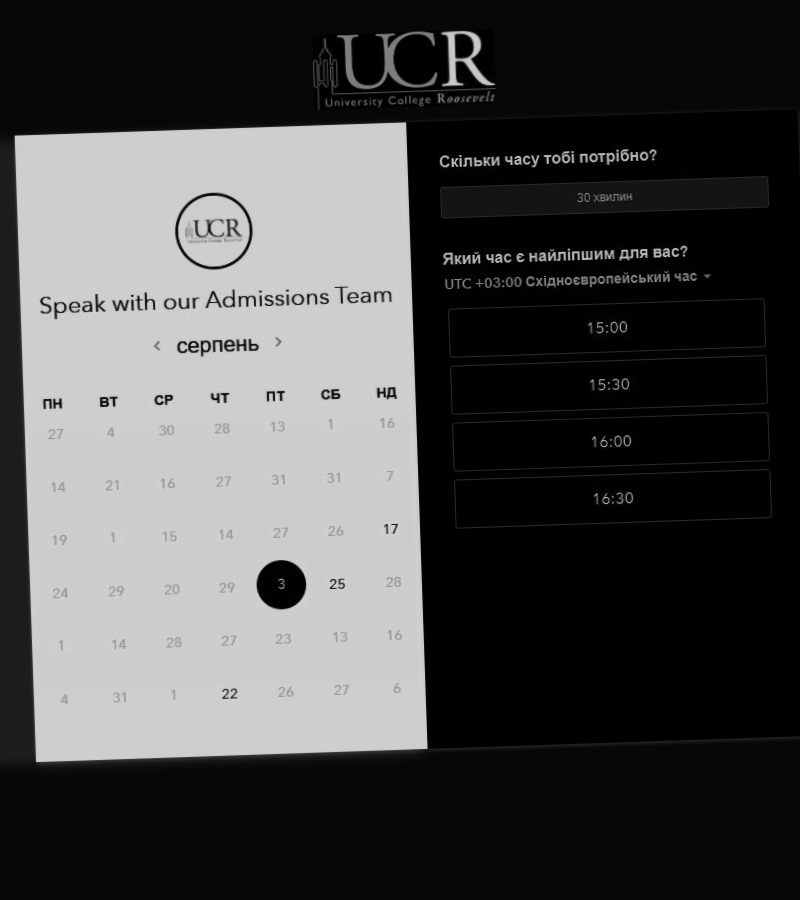 UCR
University College Roosevelt
UCR
University College Roosevelt
Speak with our Admissions Team
< серпень >
ПН ВТ СР ЧТ ПТ СБ НД
27 4 30 28 13 1 16
14 21 16 27 31 31 7
19 1 15 14 27 26 17
24 29 20 29 3 25 28
1 14 28 27 23 13 16
4 31 1 22 26 27 6
Скільки часу тобі потрібно?
30 хвилин
Який час є найліпшим для вас?
UTC +03:00 Східноєвропейський час
15:00
15:30
16:00
16:30